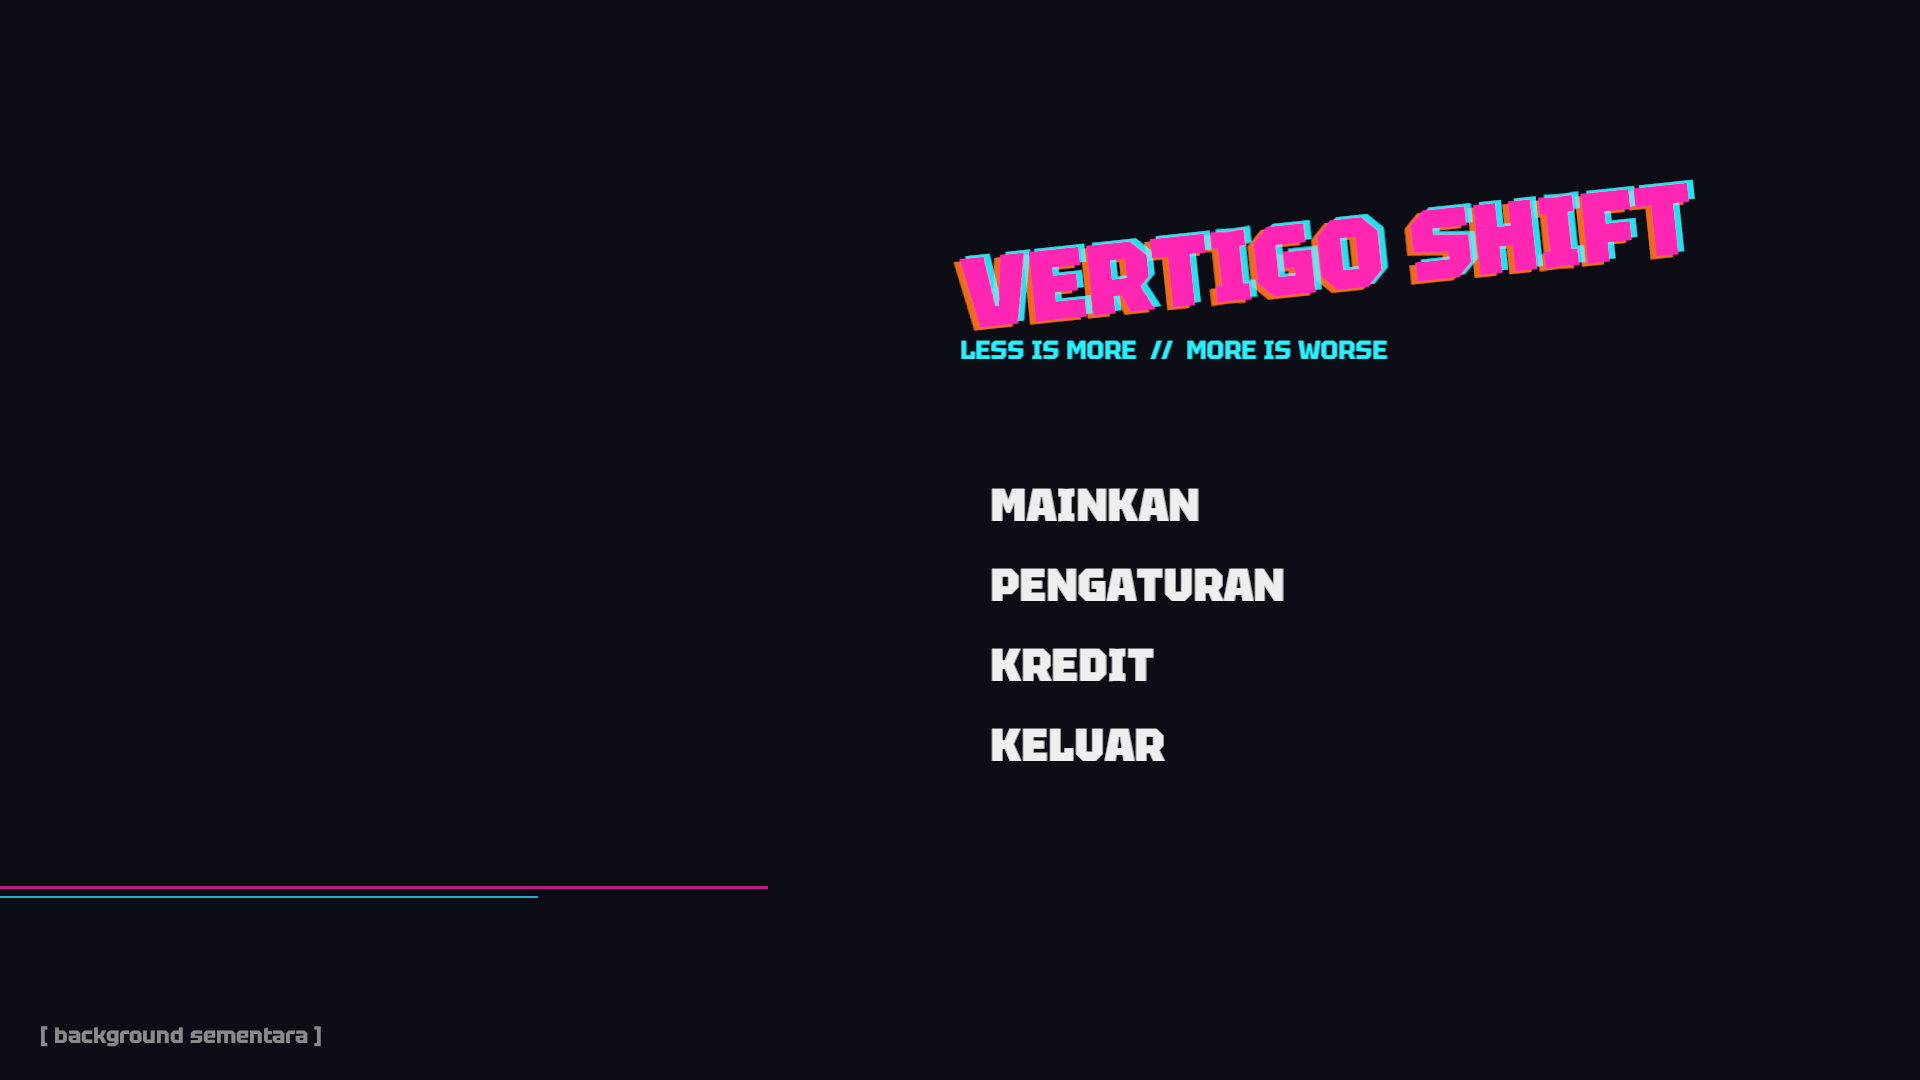 VERTIGO SHIFT
LESS IS MORE // MORE IS WORSE
MAINKAN
PENGATURAN
KREDIT
KELUAR
[ background sementara ]